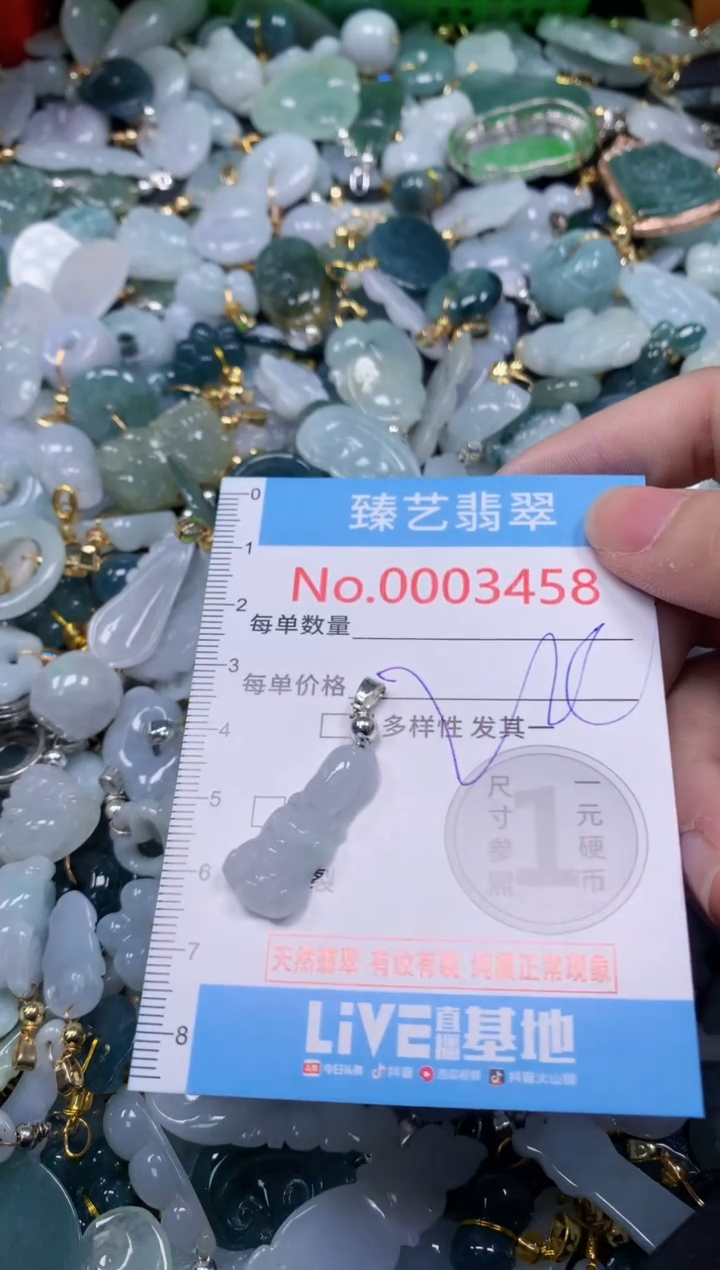 0
臻艺翡翠
1
No.0003458
2
每单数量
3
每单价格
4
多样性 发其一
5
尺寸参照
1
一元硬币
6
裂
天然翡翠 有纹有裂 纯属正常现象
7
LiVE直播基地
8
今日头条 抖音 西瓜视频 抖音火山版